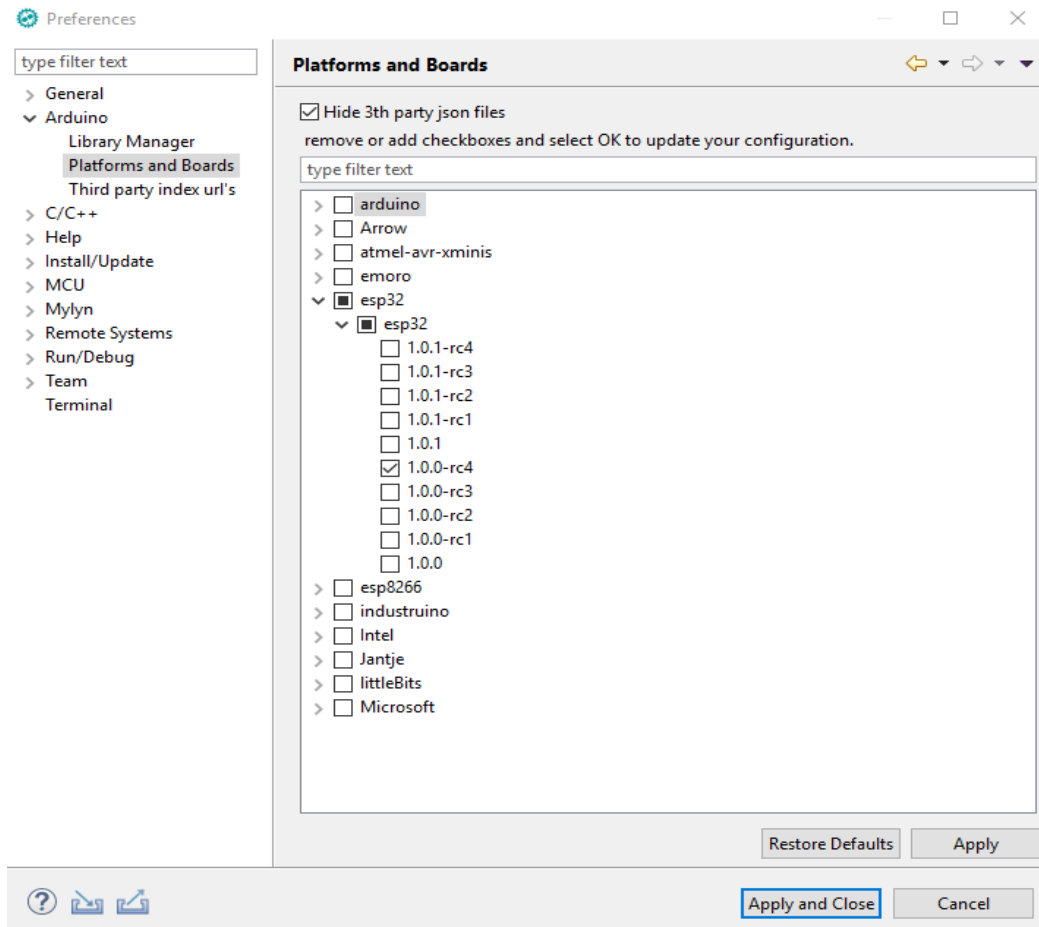 Preferences
type filter text
General
Arduino
Library Manager
Platforms and Boards
Third party index url's
C/C++
Help
Install/Update
MCU
Mylyn
Remote Systems
Run/Debug
Team
Terminal
Platforms and Boards
Hide 3th party json files
remove or add checkboxes and select OK to update your configuration.
type filter text
arduino
Arrow
atmel-avr-xminis
emoro
esp32
esp32
1.0.1-rc4
1.0.1-rc3
1.0.1-rc2
1.0.1-rc1
1.0.1
1.0.0-rc4
1.0.0-rc3
1.0.0-rc2
1.0.0-rc1
1.0.0
esp8266
industruino
Intel
Jantje
littleBits
Microsoft
Restore Defaults
Apply
?
Apply and Close
Cancel